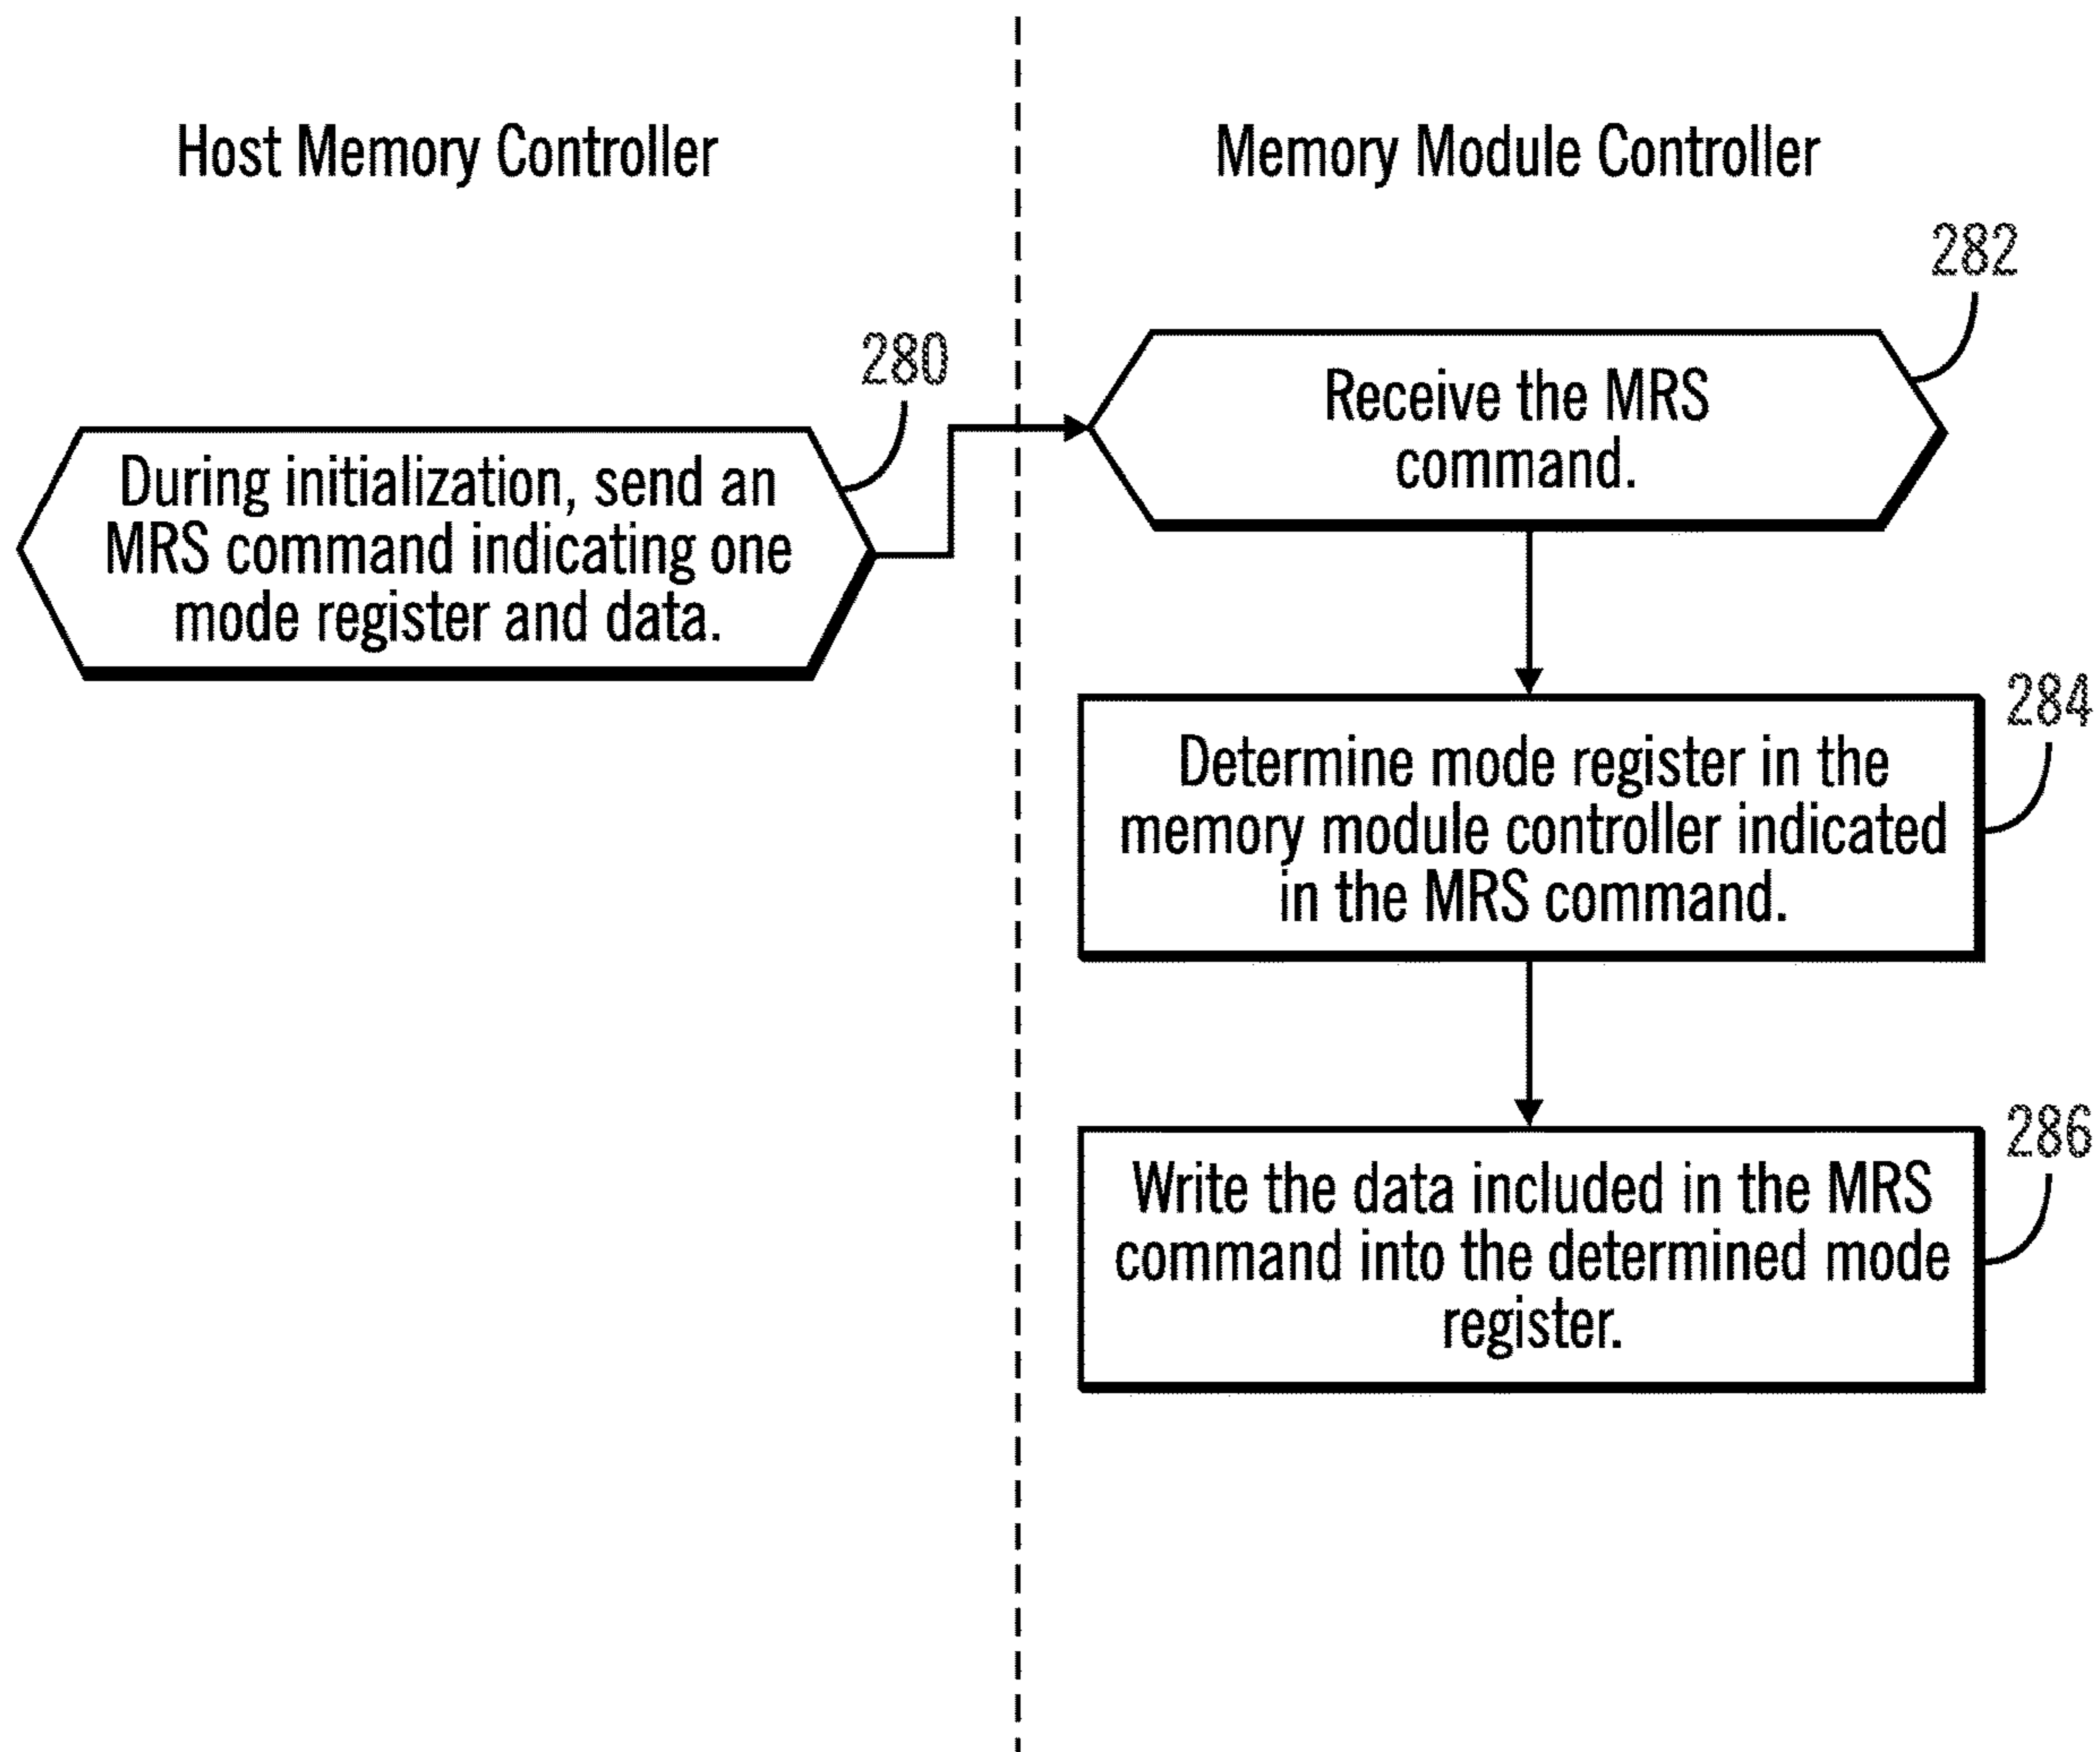 Host Memory Controller
Memory Module Controller
280
During initialization, send an
MRS command indicating one
mode register and data.
282
Receive the MRS
command.
284
Determine mode register in the
memory module controller indicated
in the MRS command.
286
Write the data included in the MRS
command into the determined mode
register.